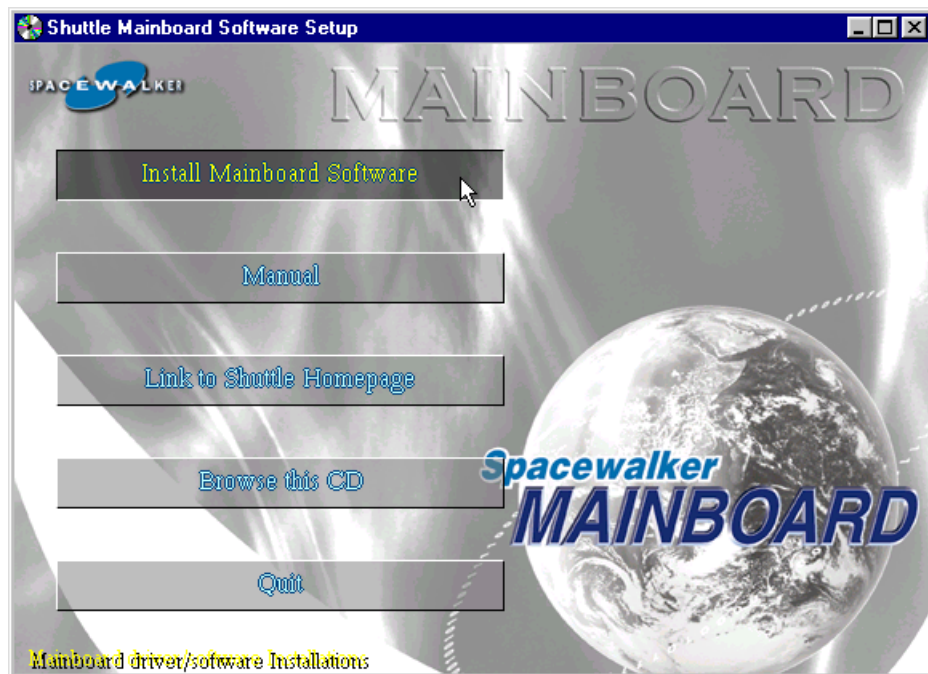 Shuttle Mainboard Software Setup
SPACEWALKER
MAINBOARD
Install Mainboard Software
Manual
Link to Shuttle Homepage
Browse this CD
Spacewalker
MAINBOARD
Quit
Mainboard driver/software Installations